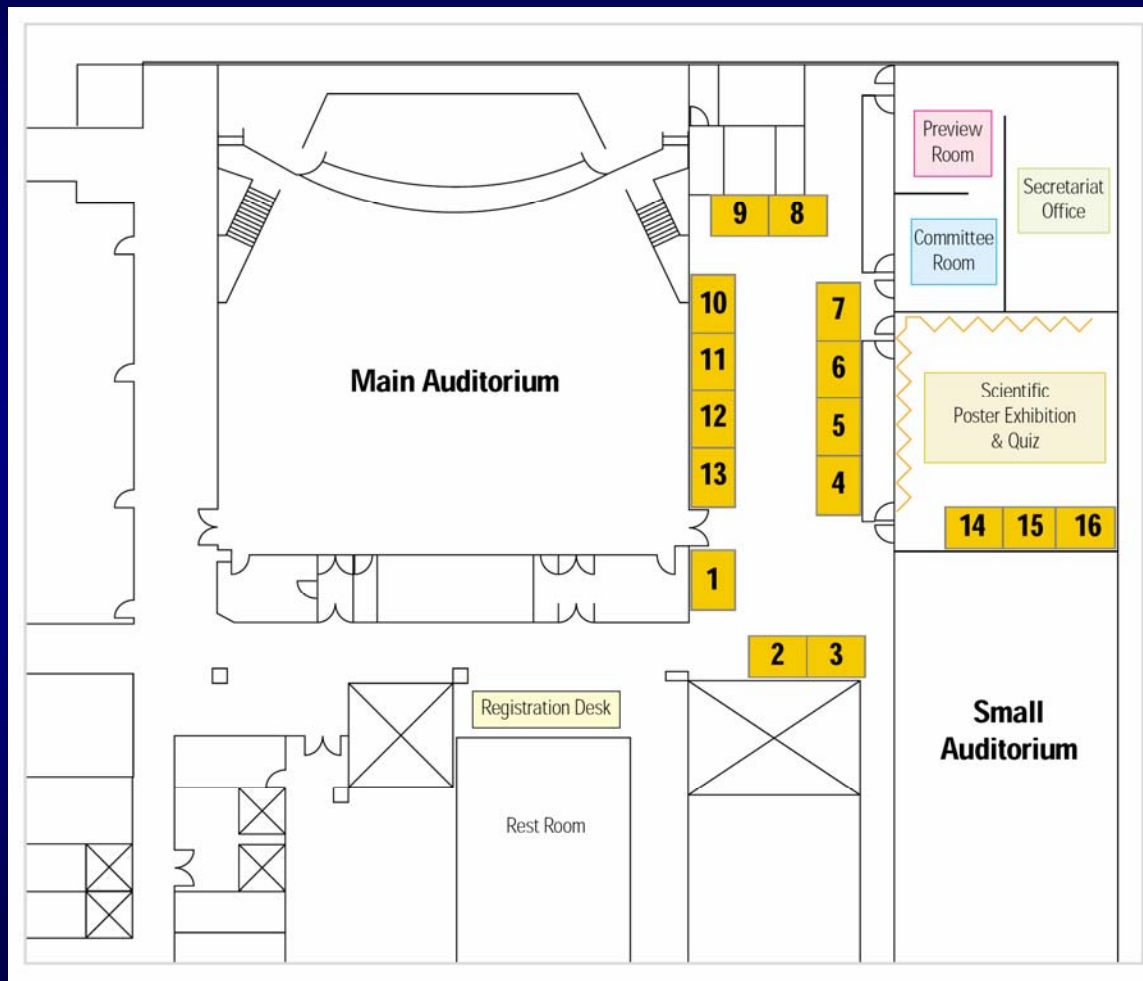 Preview
Room
Secretariat
Office
9
8
Committee
Room
10
7
11
6
Main Auditorium
Scientific
Poster Exhibition
& Quiz
12
5
13
4
14
15
16
1
2
3
Registration Desk
Small
Auditorium
Rest Room